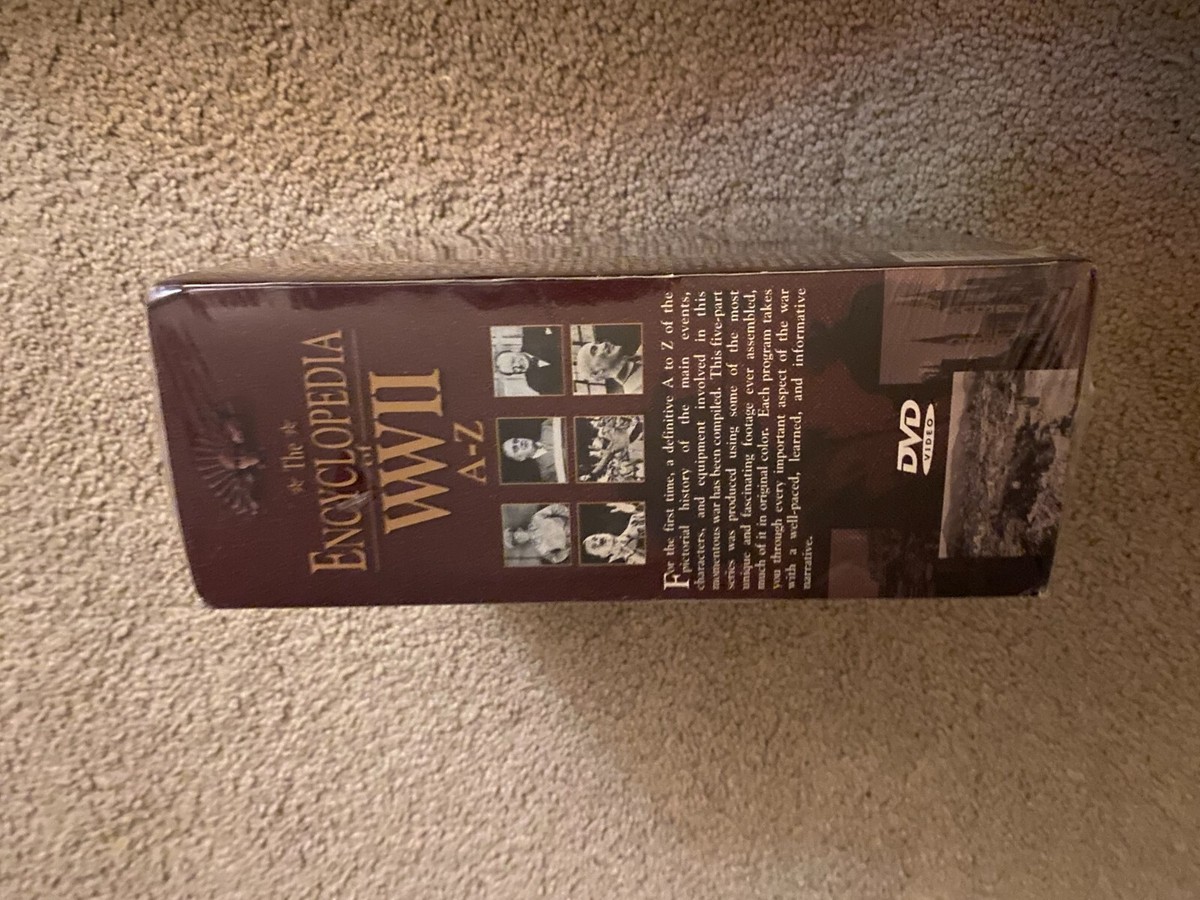 The
ENCYCLOPEDIA
of
WWII
A-Z
For the first time, a definitive A to Z of the
pictorial history of the main events,
characters, and equipment involved in this
momentous war has been compiled. This five-part
series was produced using some of the most
unique and fascinating footage ever assembled,
much of it in original color. Each program takes
you through every important aspect of the war
with a well-paced, learned, and informative
narrative.
DVD
VIDEO